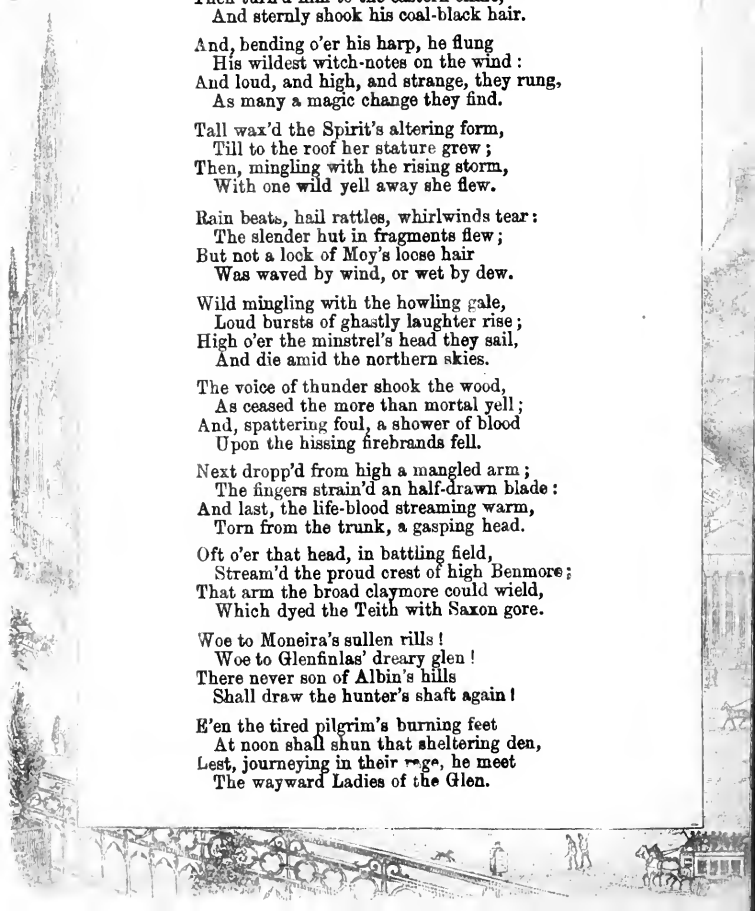 And sternly shook his coal-black hair.
And, bending o'er his harp, he flung
His wildest witch-notes on the wind :
And loud, and high, and strange, they rung,
As many a magic change they find.
Tall wax'd the Spirit's altering form,
Till to the roof her stature grew ;
Then, mingling with the rising storm,
With one wild yell away she flew.
Rain beats, hail rattles, whirlwinds tear :
The slender hut in fragments flew ;
But not a lock of Moy's loose hair
Was waved by wind, or wet by dew.
Wild mingling with the howling gale,
Loud bursts of ghastly laughter rise ;
High o'er the minstrel's head they sail,
And die amid the northern skies.
The voice of thunder shook the wood,
As ceased the more than mortal yell ;
And, spattering foul, a shower of blood
Upon the hissing firebrands fell.
Next dropp'd from high a mangled arm ;
The fingers strain'd an half-drawn blade :
And last, the life-blood streaming warm,
Torn from the trunk, a gasping head.
Oft o'er that head, in battling field,
Stream'd the proud crest of high Benmore ;
That arm the broad claymore could wield,
Which dyed the Teith with Saxon gore.
Woe to Moneira's sullen rills !
Woe to Glenfinlas' dreary glen !
There never son of Albin's hills
Shall draw the hunter's shaft again !
E'en the tired pilgrim's burning feet
At noon shall shun that sheltering den,
Lest, journeying in their rage, he meet
The wayward Ladies of the Glen.